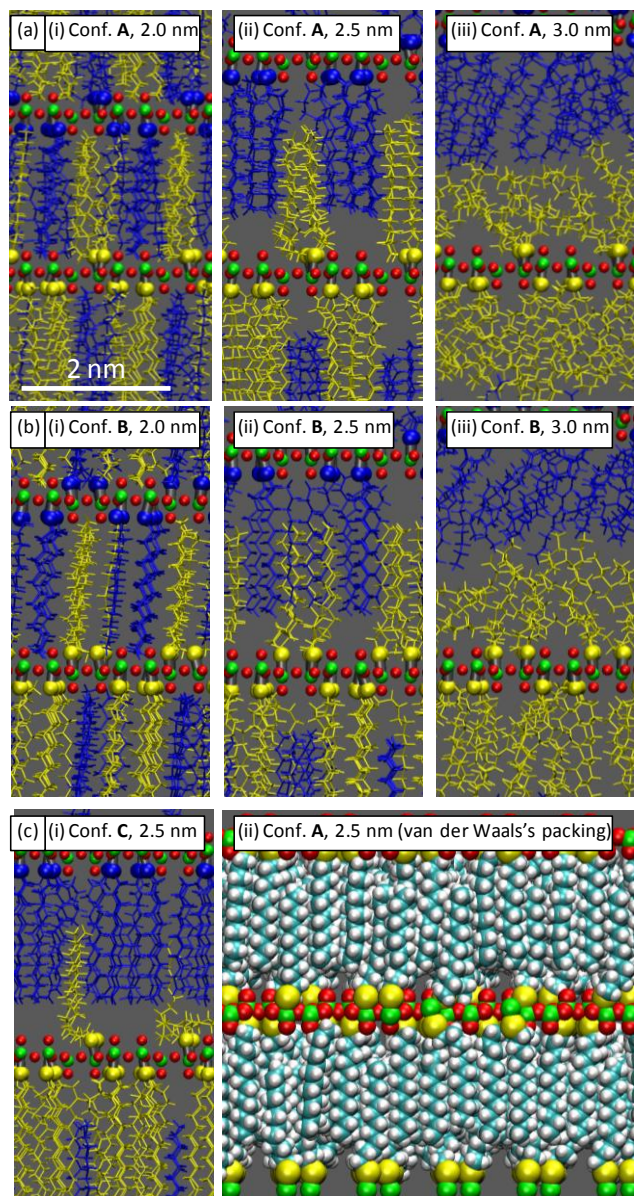 (a) (i) Conf. A, 2.0 nm
(ii) Conf. A, 2.5 nm
(iii) Conf. A, 3.0 nm
2 nm
(b) (i) Conf. B, 2.0 nm
(ii) Conf. B, 2.5 nm
(iii) Conf. B, 3.0 nm
(c) (i) Conf. C, 2.5 nm
(ii) Conf. A, 2.5 nm (van der Waals's packing)